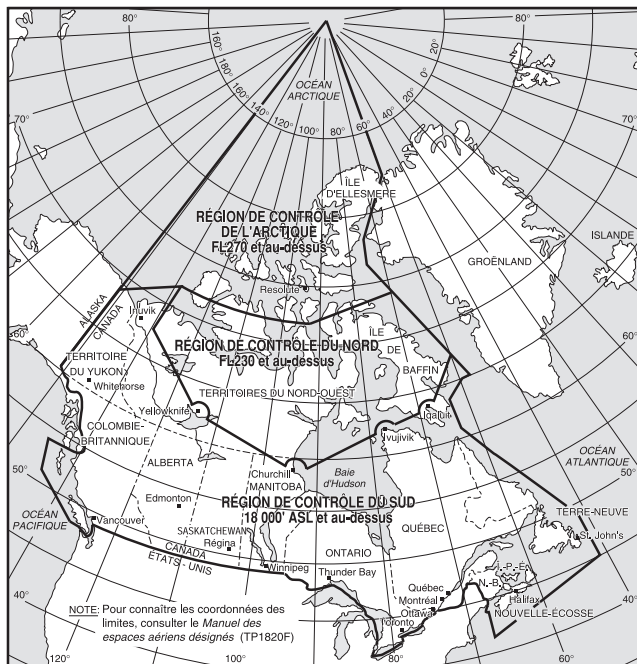 80°
80°
160°
180°
160°
140°
120°
100°
80°
60°
40°
20°
0°
20°
OCÉAN
ARCTIQUE
70°
70°
ÎLE
D'ELLESMERE
RÉGION DE CONTRÔLE
DE L'ARCTIQUE
FL270 et au-dessus
ISLANDE
GROËNLAND
Resolute
ALASKA
CANADA
Inuvik
60°
60°
RÉGION DE CONTRÔLE DU NORD
FL230 et au-dessus
ÎLE
DE
BAFFIN
TERRITOIRE
DU YUKON
Whitehorse
TERRITOIRES DU NORD-OUEST
Yellowknife
Iqaluit
Ivujivik
COLOMBIE-
BRITANNIQUE
ALBERTA
Churchill
MANITOBA
Baie
d'Hudson
OCÉAN
ATLANTIQUE
50°
50°
RÉGION DE CONTRÔLE DU SUD
18 000' ASL et au-dessus
Edmonton
OCÉAN
PACIFIQUE
Vancouver
SASKATCHEWAN
Régina
QUÉBEC
TERRE-NEUVE
St. John's
CANADA
ÉTATS - UNIS
Winnipeg
ONTARIO
Thunder Bay
Î.-P.-É.
N.-B.
Québec
Montréal
Ottawa
Toronto
Halifax
NOUVELLE-ÉCOSSE
40°
40°
NOTE: Pour connaître les coordonnées des
limites, consulter le Manuel des
espaces aériens désignés (TP1820F)
120°
100°
80°
60°